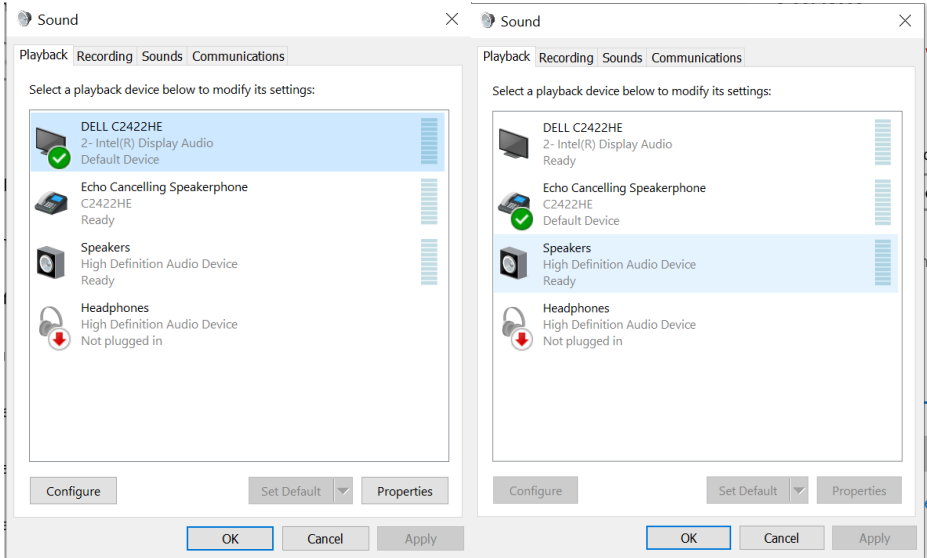 Sound
Playback Recording Sounds Communications
Select a playback device below to modify its settings:
DELL C2422HE
2- Intel(R) Display Audio
Default Device
Echo Cancelling Speakerphone
C2422HE
Ready
Speakers
High Definition Audio Device
Ready
Headphones
High Definition Audio Device
Not plugged in
Configure Set Default Properties
OK Cancel Apply
Sound
Playback Recording Sounds Communications
Select a playback device below to modify its settings:
DELL C2422HE
2- Intel(R) Display Audio
Ready
Echo Cancelling Speakerphone
C2422HE
Default Device
Speakers
High Definition Audio Device
Ready
Headphones
High Definition Audio Device
Not plugged in
Configure Set Default Properties
OK Cancel Apply